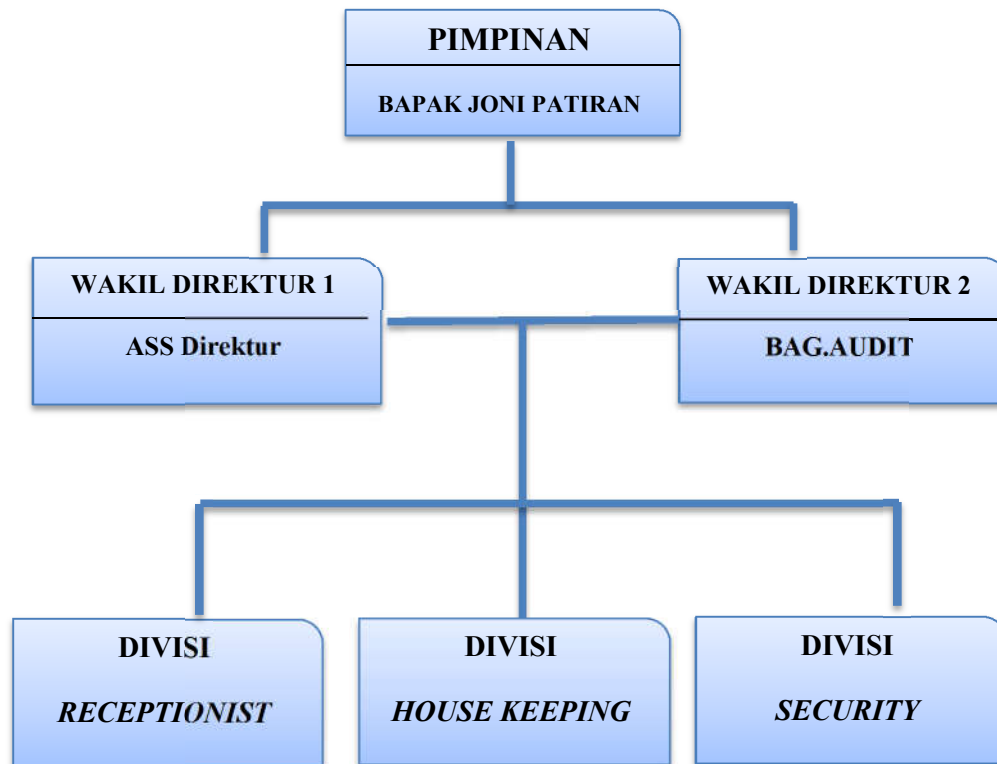 PIMPINAN
BAPAK JONI PATIRAN
WAKIL DIREKTUR 1
ASS Direktur
WAKIL DIREKTUR 2
BAG.AUDIT
DIVISI
RECEPTIONIST
DIVISI
HOUSE KEEPING
DIVISI
SECURITY